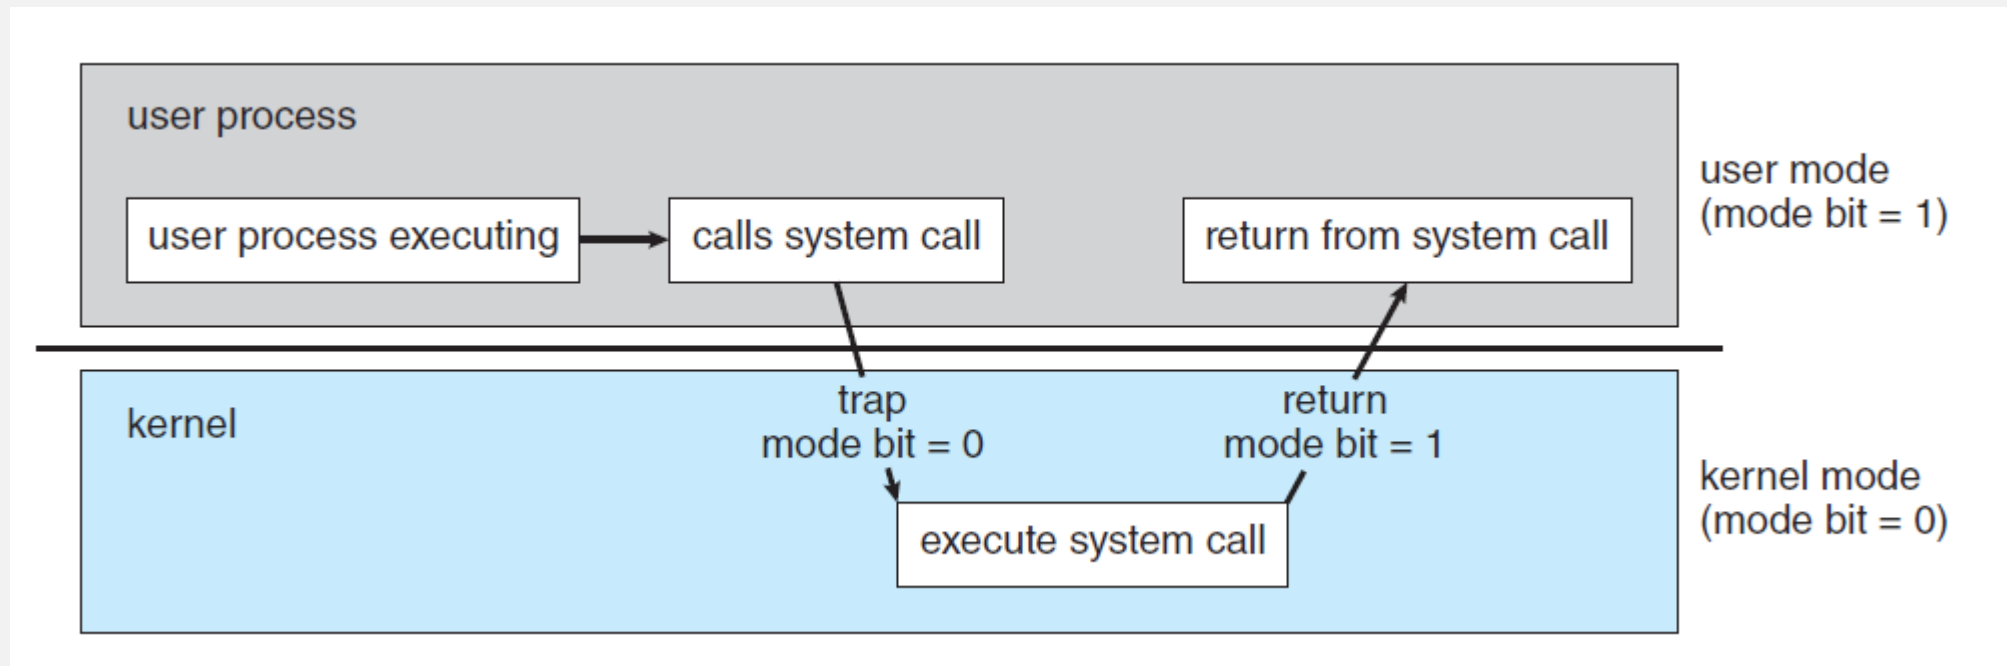 user process
user process executing
calls system call
return from system call
user mode
(mode bit = 1)
kernel
trap
mode bit = 0
return
mode bit = 1
execute system call
kernel mode
(mode bit = 0)